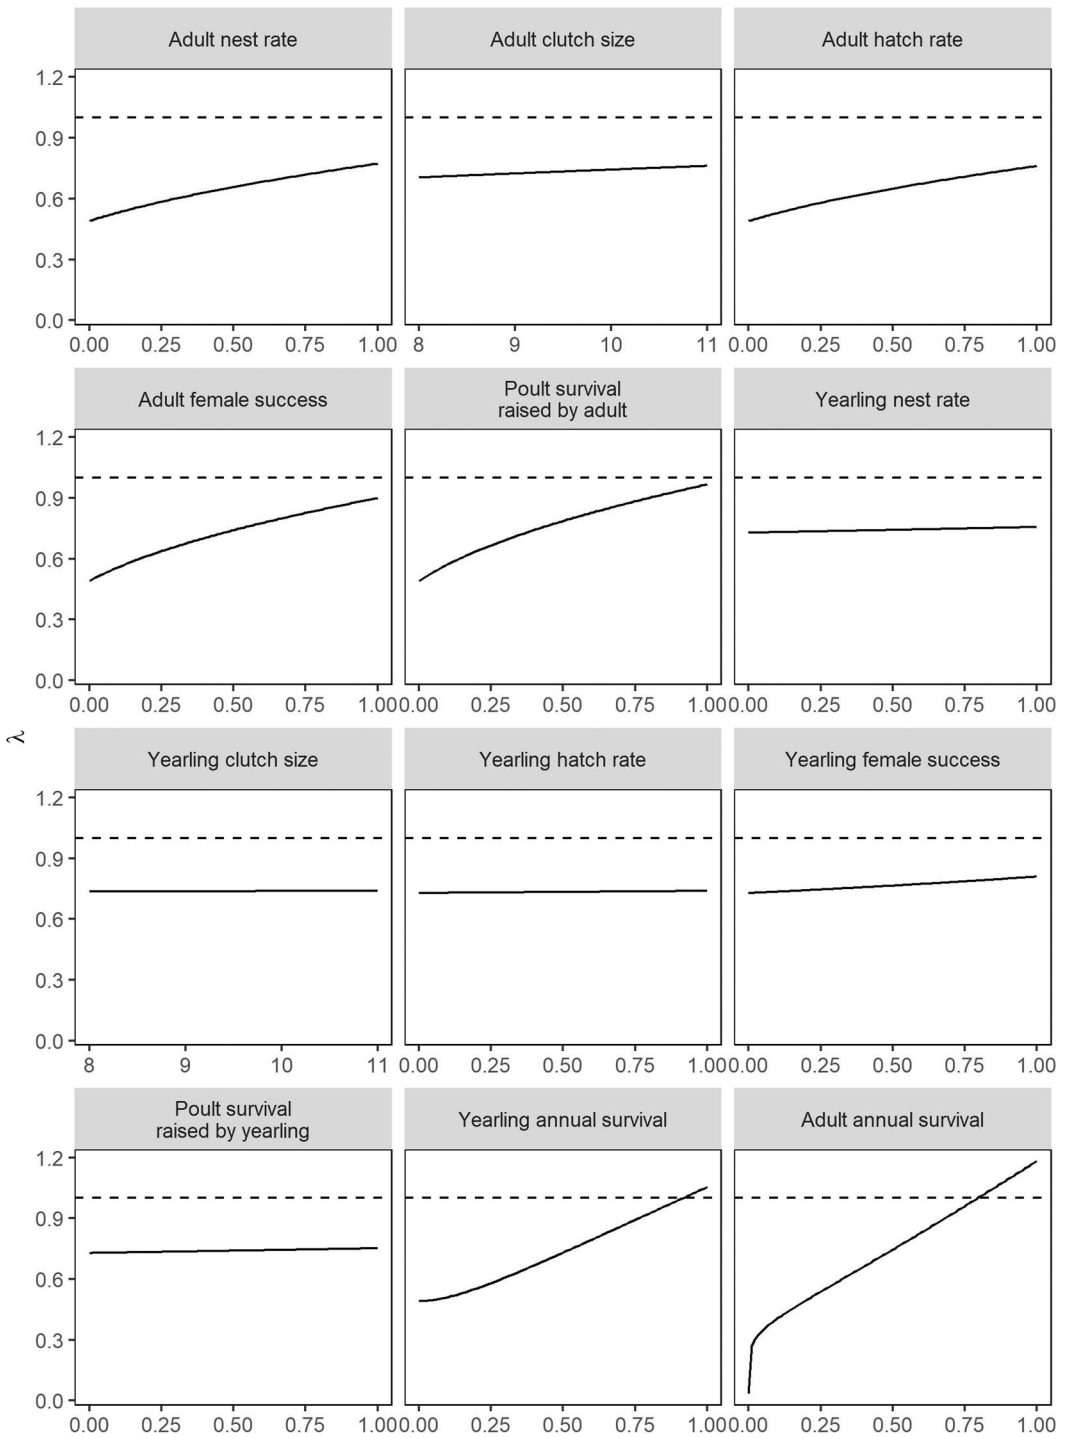 Adult nest rate
Adult clutch size
Adult hatch rate
1.2
0.9
0.6
0.3
0.0
0.00 0.25 0.50 0.75 1.00
8 9 10 11
0.00 0.25 0.50 0.75 1.00
Adult female success
Poult survival
raised by adult
Yearling nest rate
1.2
0.9
0.6
0.3
0.0
0.00 0.25 0.50 0.75 1.00
0.00 0.25 0.50 0.75 1.00
0.00 0.25 0.50 0.75 1.00
λ
Yearling clutch size
Yearling hatch rate
Yearling female success
1.2
0.9
0.6
0.3
0.0
8 9 10 11
0.00 0.25 0.50 0.75 1.00
0.00 0.25 0.50 0.75 1.00
Poult survival
raised by yearling
Yearling annual survival
Adult annual survival
1.2
0.9
0.6
0.3
0.0
0.00 0.25 0.50 0.75 1.00
0.00 0.25 0.50 0.75 1.00
0.00 0.25 0.50 0.75 1.00